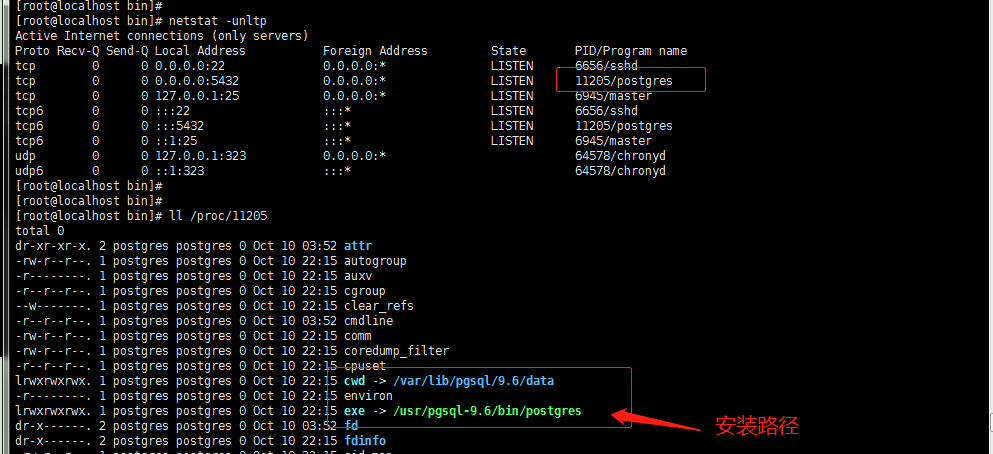 [root@localhost bin]#
[root@localhost bin]# netstat -unltp
Active Internet connections (only servers)
Proto Recv-Q Send-Q Local Address           Foreign Address         State       PID/Program name
tcp        0      0 0.0.0.0:22              0.0.0.0:*               LISTEN      6656/sshd
tcp        0      0 0.0.0.0:5432            0.0.0.0:*               LISTEN      11205/postgres
tcp        0      0 127.0.0.1:25            0.0.0.0:*               LISTEN      6945/master
tcp6       0      0 :::22                   :::*                    LISTEN      6656/sshd
tcp6       0      0 :::5432                 :::*                    LISTEN      11205/postgres
tcp6       0      0 ::1:25                  :::*                    LISTEN      6945/master
udp        0      0 127.0.0.1:323           0.0.0.0:*                           64578/chronyd
udp6       0      0 ::1:323                 :::*                                64578/chronyd
[root@localhost bin]#
[root@localhost bin]#
[root@localhost bin]# ll /proc/11205
total 0
dr-xr-xr-x. 2 postgres postgres 0 Oct 10 03:52 attr
-rw-r--r--. 1 postgres postgres 0 Oct 10 22:15 autogroup
-r--------. 1 postgres postgres 0 Oct 10 22:15 auxv
-r--r--r--. 1 postgres postgres 0 Oct 10 22:15 cgroup
--w-------. 1 postgres postgres 0 Oct 10 22:15 clear_refs
-r--r--r--. 1 postgres postgres 0 Oct 10 03:52 cmdline
-rw-r--r--. 1 postgres postgres 0 Oct 10 22:15 comm
-rw-r--r--. 1 postgres postgres 0 Oct 10 22:15 coredump_filter
-r--r--r--. 1 postgres postgres 0 Oct 10 22:15 cpuset
lrwxrwxrwx. 1 postgres postgres 0 Oct 10 22:15 cwd -> /var/lib/pgsql/9.6/data
-r--------. 1 postgres postgres 0 Oct 10 22:15 environ
lrwxrwxrwx. 1 postgres postgres 0 Oct 10 22:15 exe -> /usr/pgsql-9.6/bin/postgres
安装路径
dr-x------. 2 postgres postgres 0 Oct 10 03:52 fd
dr-x------. 2 postgres postgres 0 Oct 10 22:15 fdinfo